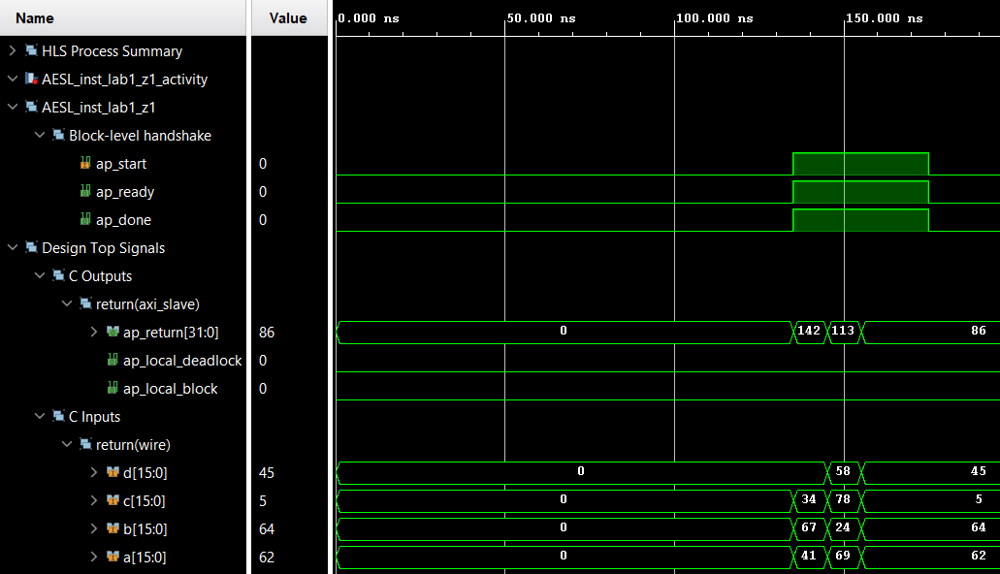 Name Value 0.000 ns 50.000 ns 100.000 ns 150.000 ns
HLS Process Summary
AESL_inst_lab1_z1_activity
AESL_inst_lab1_z1
Block-level handshake
ap_start 0
ap_ready 0
ap_done 0
Design Top Signals
C Outputs
return(axi_slave)
ap_return[31:0] 86 0 142 113 86
ap_local_deadlock 0
ap_local_block 0
C Inputs
return(wire)
d[15:0] 45 0 58 45
c[15:0] 5 0 34 78 5
b[15:0] 64 0 67 24 64
a[15:0] 62 0 41 69 62